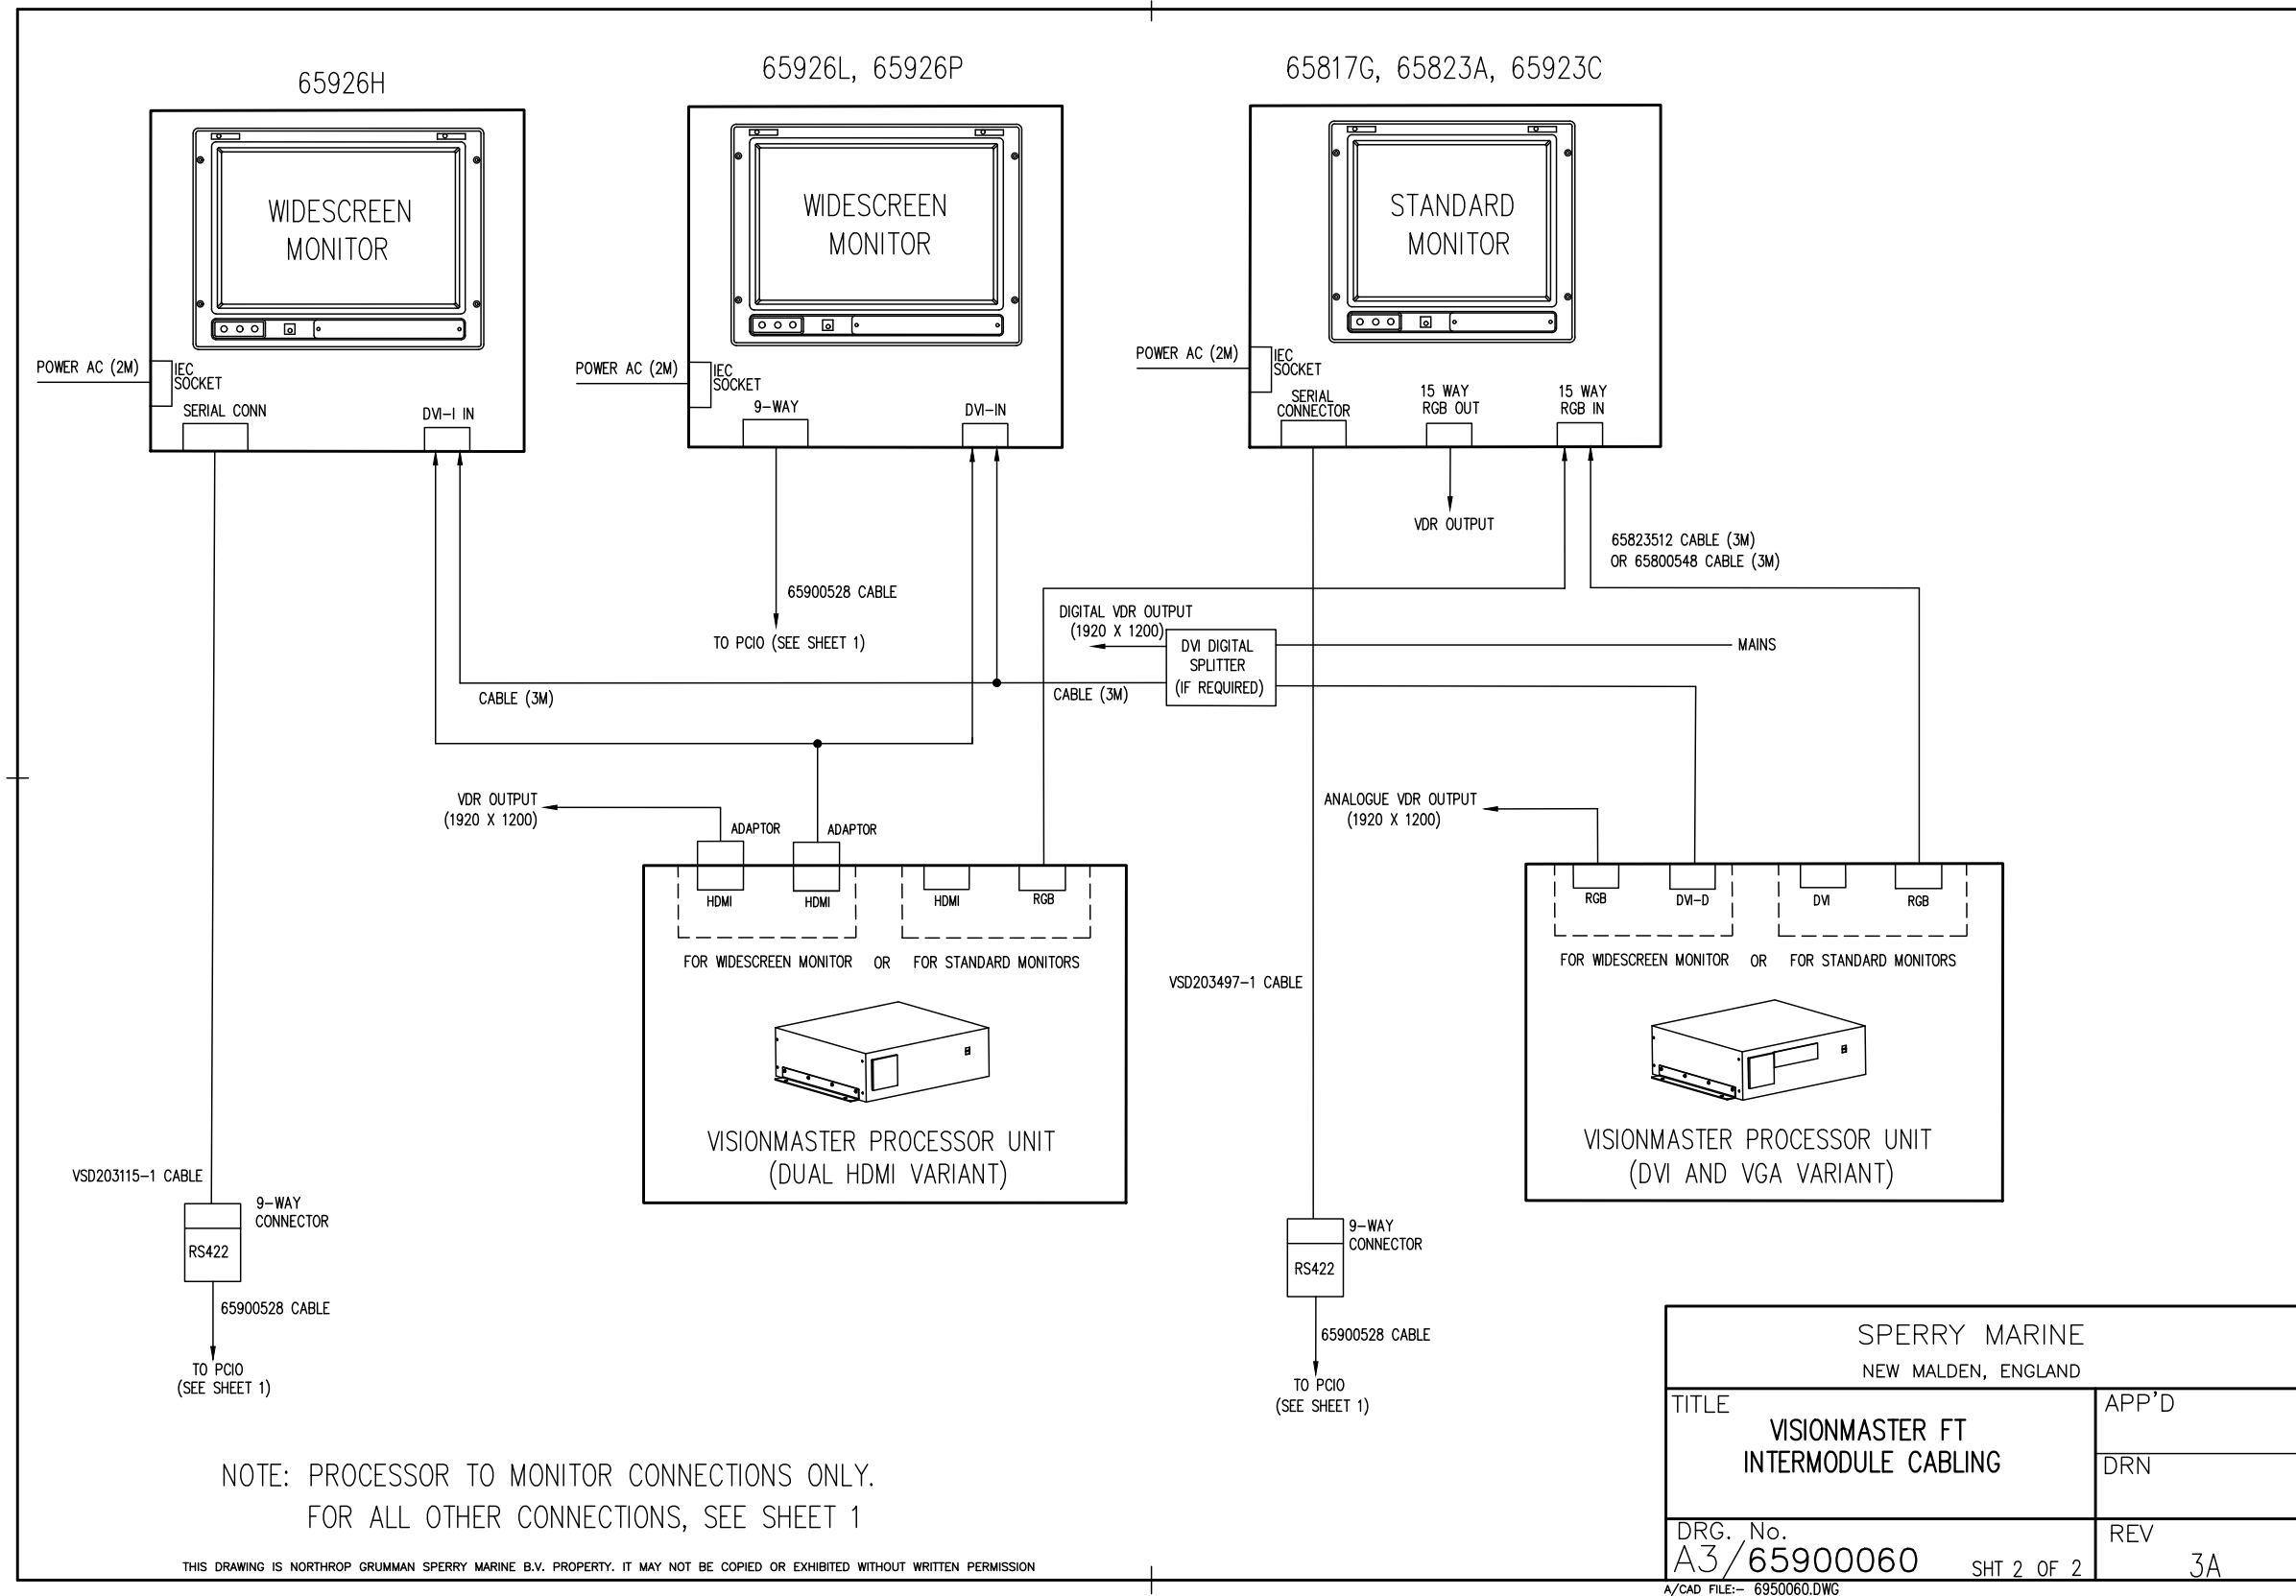 65926H
65926L, 65926P
65817G, 65823A, 65923C
WIDESCREEN
MONITOR
WIDESCREEN
MONITOR
STANDARD
MONITOR
POWER AC (2M)
IEC
SOCKET
SERIAL CONN
DVI-I IN
POWER AC (2M)
IEC
SOCKET
9-WAY
DVI-IN
POWER AC (2M)
IEC
SOCKET
SERIAL
CONNECTOR
15 WAY
RGB OUT
15 WAY
RGB IN
VDR OUTPUT
65823512 CABLE (3M)
OR 65800548 CABLE (3M)
65900528 CABLE
TO PCIO (SEE SHEET 1)
DIGITAL VDR OUTPUT
(1920 X 1200)
DVI DIGITAL
SPLITTER
(IF REQUIRED)
MAINS
CABLE (3M)
CABLE (3M)
VDR OUTPUT
(1920 X 1200)
ADAPTOR
ADAPTOR
ANALOGUE VDR OUTPUT
(1920 X 1200)
HDMI
HDMI
HDMI
RGB
FOR WIDESCREEN MONITOR OR FOR STANDARD MONITORS
RGB
DVI-D
DVI
RGB
FOR WIDESCREEN MONITOR OR FOR STANDARD MONITORS
VSD203497-1 CABLE
VISIONMASTER PROCESSOR UNIT
(DUAL HDMI VARIANT)
VISIONMASTER PROCESSOR UNIT
(DVI AND VGA VARIANT)
VSD203115-1 CABLE
9-WAY
CONNECTOR
RS422
65900528 CABLE
TO PCIO
(SEE SHEET 1)
9-WAY
CONNECTOR
RS422
65900528 CABLE
TO PCIO
(SEE SHEET 1)
NOTE: PROCESSOR TO MONITOR CONNECTIONS ONLY.
FOR ALL OTHER CONNECTIONS, SEE SHEET 1
THIS DRAWING IS NORTHROP GRUMMAN SPERRY MARINE B.V. PROPERTY. IT MAY NOT BE COPIED OR EXHIBITED WITHOUT WRITTEN PERMISSION
SPERRY MARINE
NEW MALDEN, ENGLAND
TITLE
VISIONMASTER FT
INTERMODULE CABLING
APP'D
DRN
DRG. No.
A3/65900060 SHT 2 OF 2
REV
3A
A/CAD FILE:- 6950060.DWG